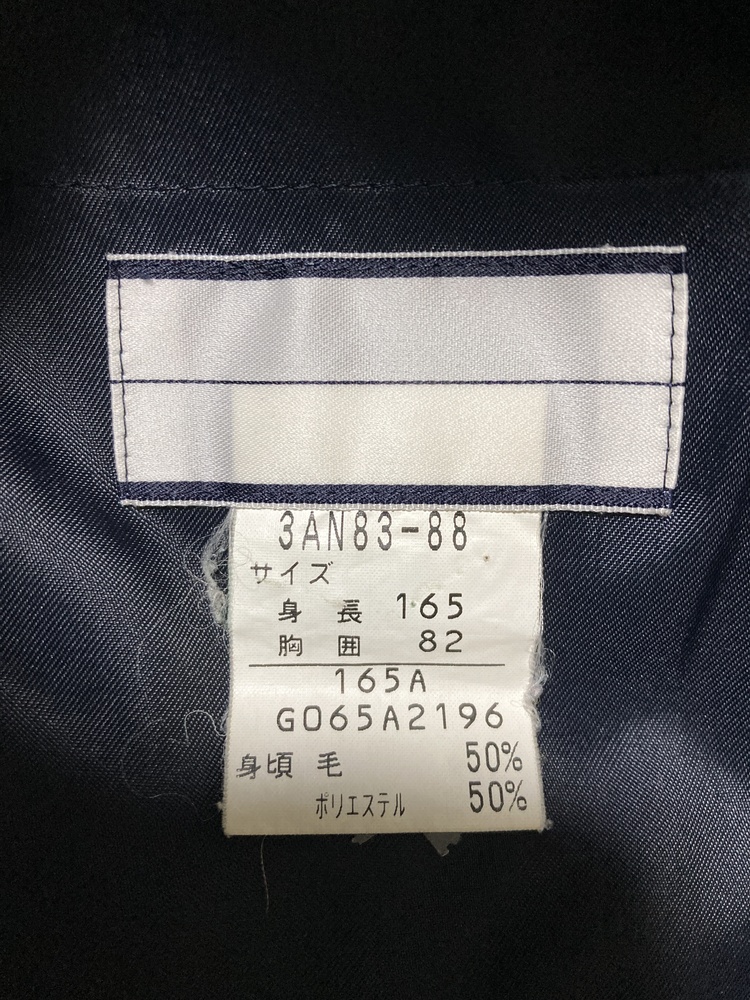 3AN83-88
サイズ
身 長 165
胸 囲 82
165A
G065A2196
身頃 毛 50%
ポリエステル 50%